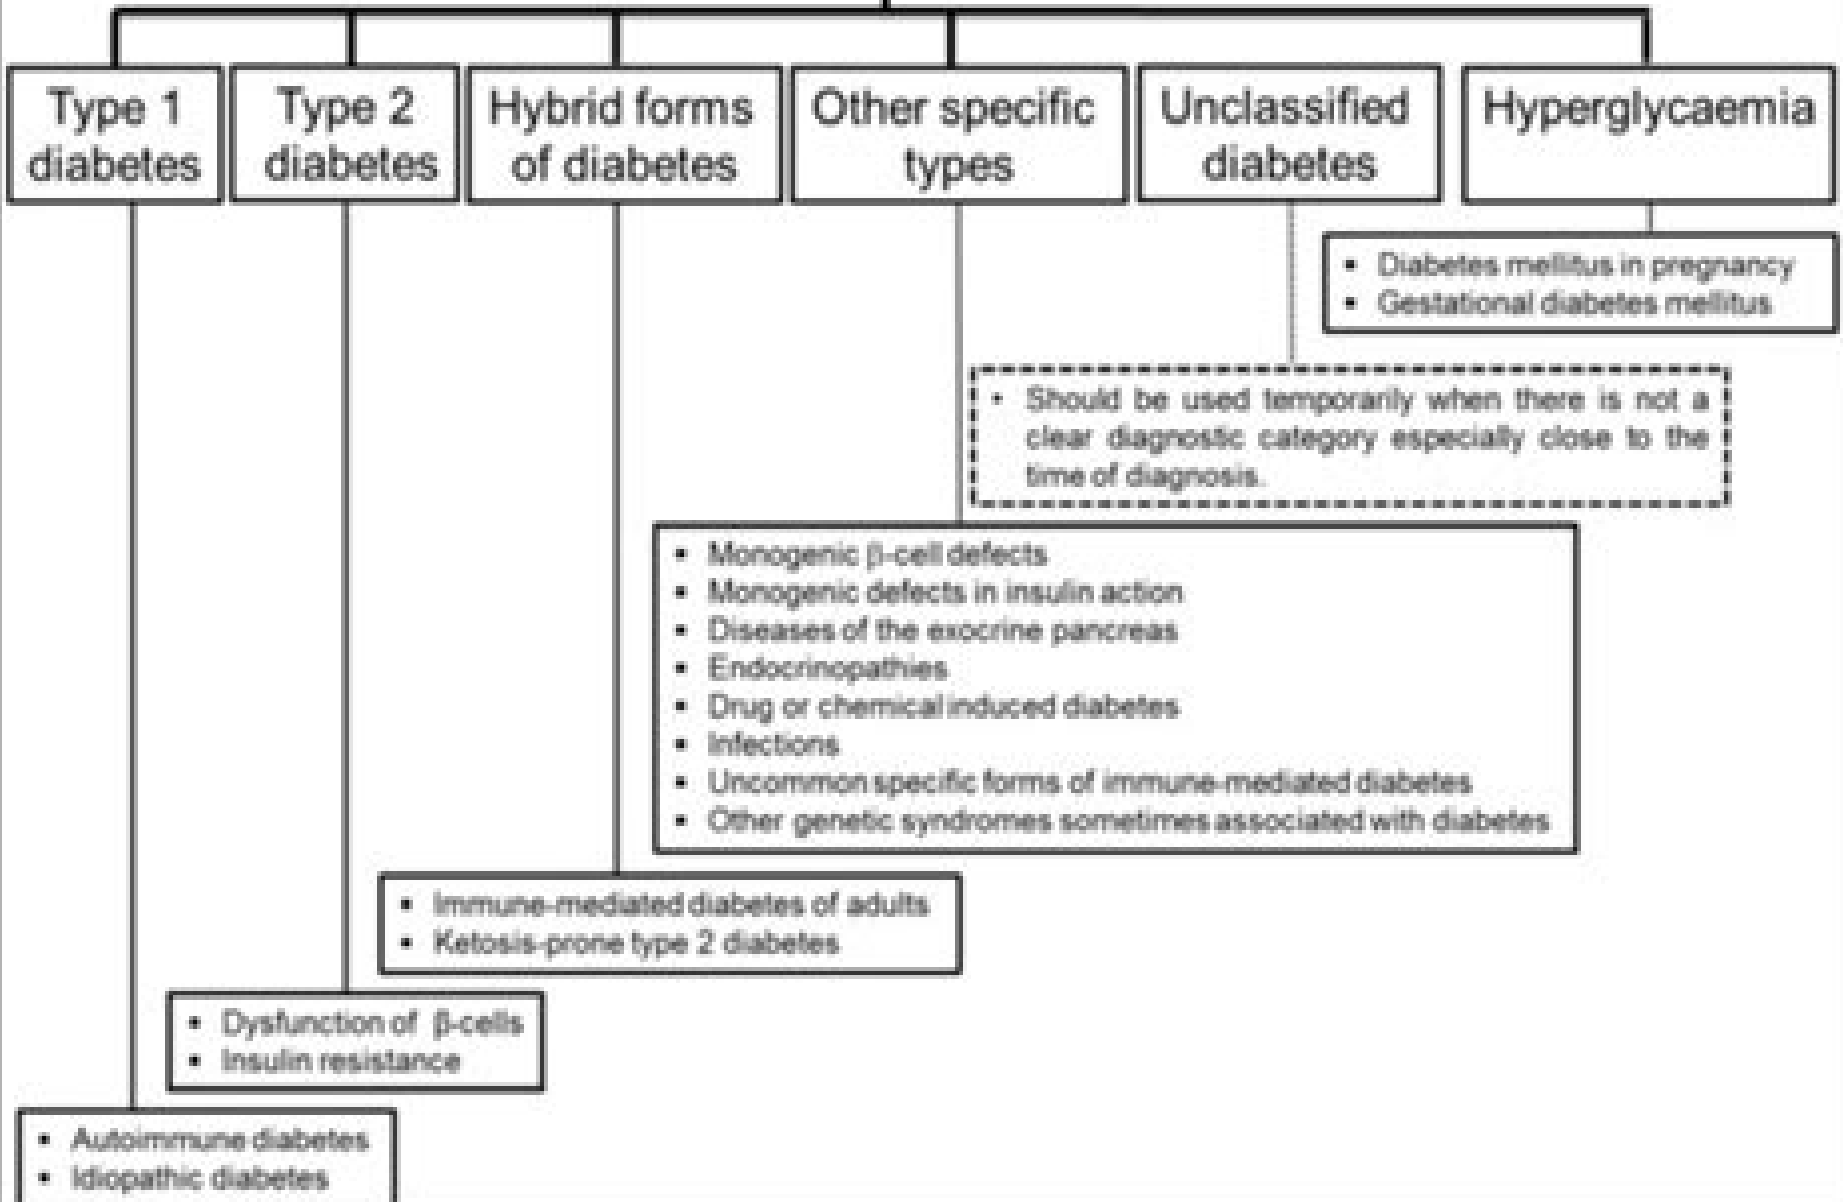 Type 1
diabetes
Type 2
diabetes
Hybrid forms
of diabetes
Other specific
types
Unclassified
diabetes
Hyperglycaemia
▪ Diabetes mellitus in pregnancy
▪ Gestational diabetes mellitus
• Should be used temporarily when there is not a
clear diagnostic category especially close to the
time of diagnosis.
▪ Monogenic β-cell defects
▪ Monogenic defects in insulin action
▪ Diseases of the exocrine pancreas
▪ Endocrinopathies
▪ Drug or chemical induced diabetes
▪ Infections
▪ Uncommon specific forms of immune-mediated diabetes
▪ Other genetic syndromes sometimes associated with diabetes
▪ Immune-mediated diabetes of adults
▪ Ketosis-prone type 2 diabetes
▪ Dysfunction of β-cells
▪ Insulin resistance
▪ Autoimmune diabetes
▪ Idiopathic diabetes